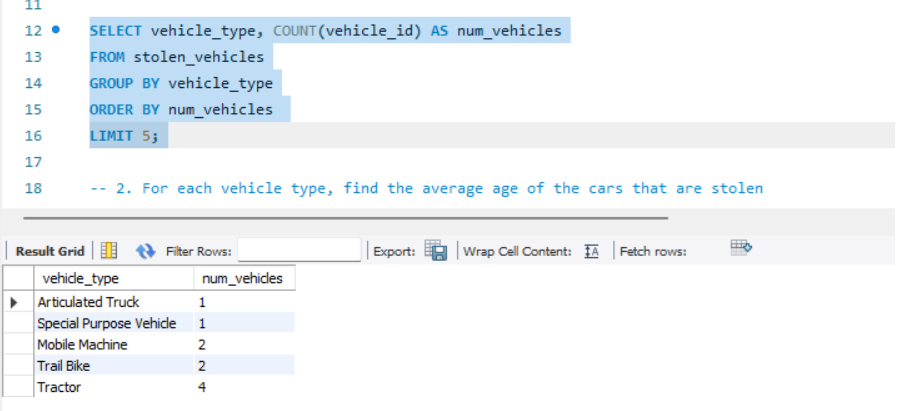 11
12 SELECT vehicle_type, COUNT(vehicle_id) AS num_vehicles
13 FROM stolen_vehicles
14 GROUP BY vehicle_type
15 ORDER BY num_vehicles
16 LIMIT 5;
17
18 -- 2. For each vehicle type, find the average age of the cars that are stolen
Result Grid Filter Rows: Export: Wrap Cell Content: IA Fetch rows:
vehicle_type num_vehicles
Articulated Truck 1
Special Purpose Vehicle 1
Mobile Machine 2
Trail Bike 2
Tractor 4